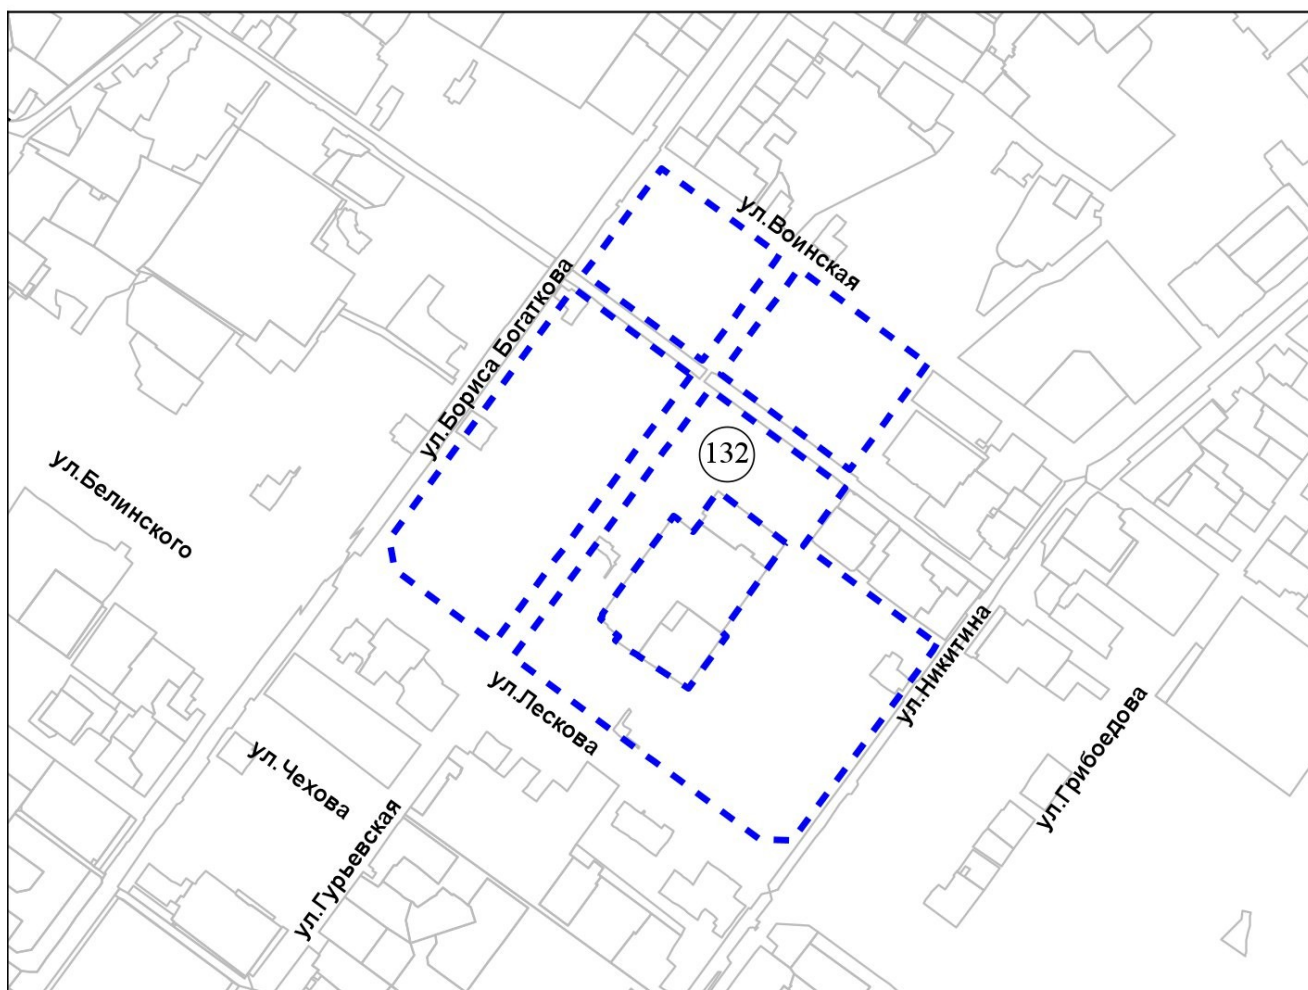 ул.Воинская
ул.Бориса Богаткова
132
ул.Белинского
ул.Никитина
ул.Лескова
ул.Грибоедова
ул.Чехова
ул.Гурьевская